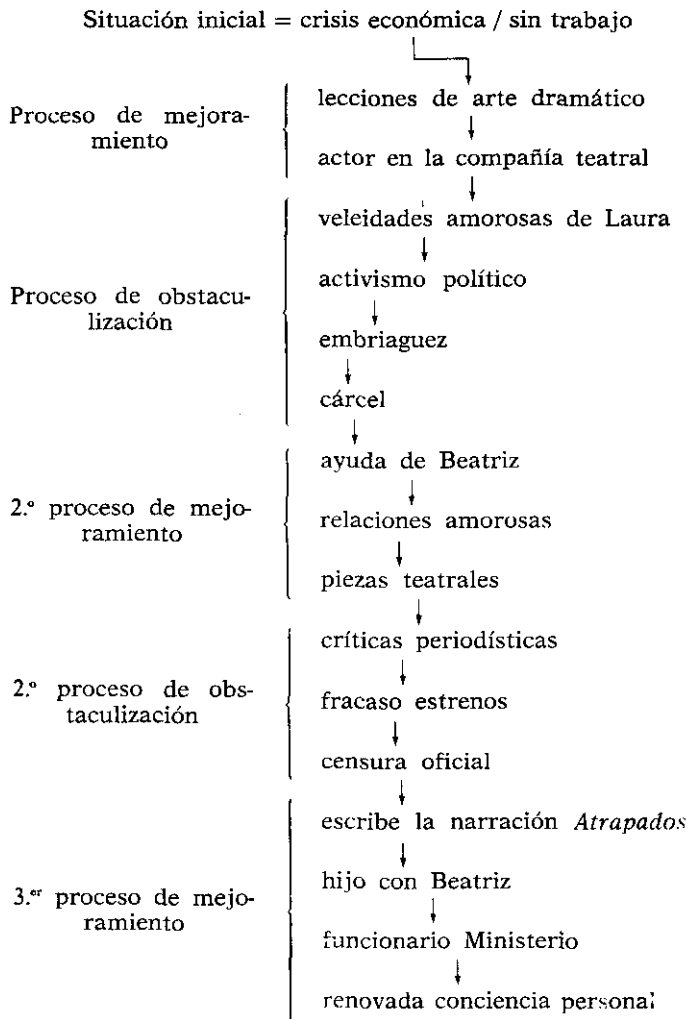 Situación inicial = crisis económica / sin trabajo
Proceso de mejora-
miento
lecciones de arte dramático
actor en la compañía teatral
Proceso de obstacu-
lización
veleidades amorosas de Laura
activismo político
embriaguez
cárcel
2.º proceso de mejo-
ramiento
ayuda de Beatriz
relaciones amorosas
piezas teatrales
2.º proceso de obs-
taculización
críticas periodísticas
fracaso estrenos
censura oficial
3.er proceso de mejo-
ramiento
escribe la narración Atrapados
hijo con Beatriz
funcionario Ministerio
renovada conciencia personal